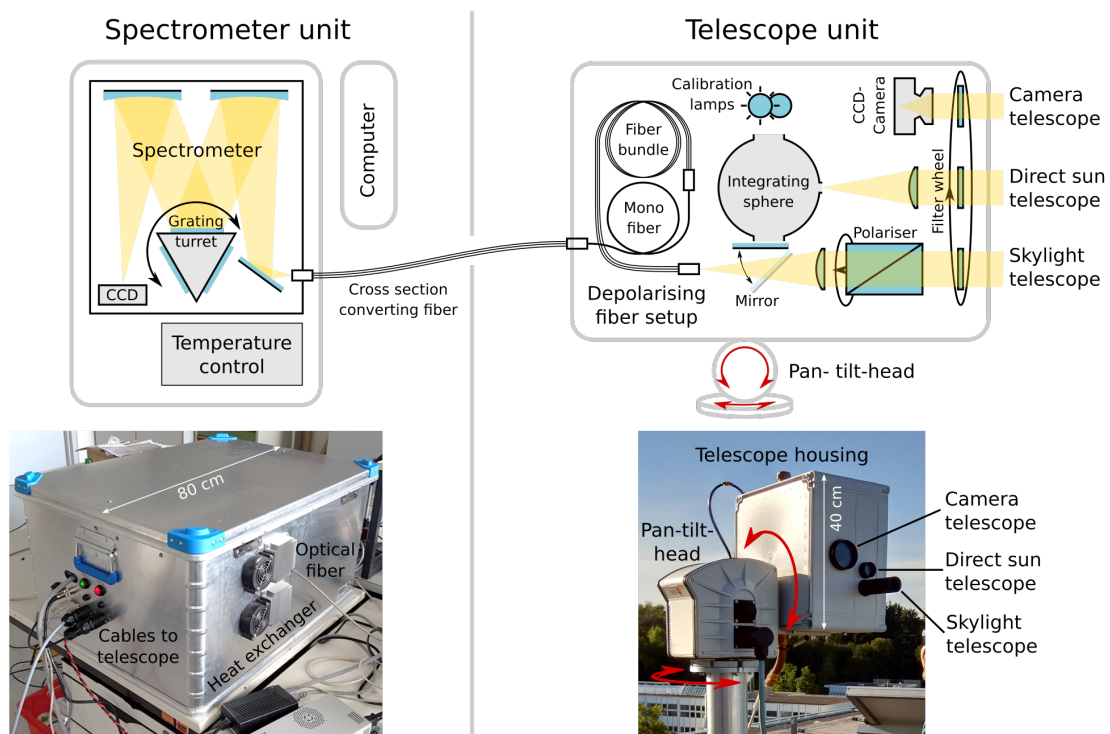 Spectrometer unit
Telescope unit
Spectrometer
Grating
turret
CCD
Temperature
control
Computer
Cross section
converting fiber
Calibration
lamps
Fiber
bundle
Mono
fiber
Integrating
sphere
Mirror
Depolarising
fiber setup
CCD-
Camera
Filter wheel
Polariser
Camera
telescope
Direct sun
telescope
Skylight
telescope
Pan- tilt-head
80 cm
Optical
fiber
Cables to
telescope
Heat exchanger
Telescope housing
Pan-tilt-
head
40 cm
Camera
telescope
Direct sun
telescope
Skylight
telescope